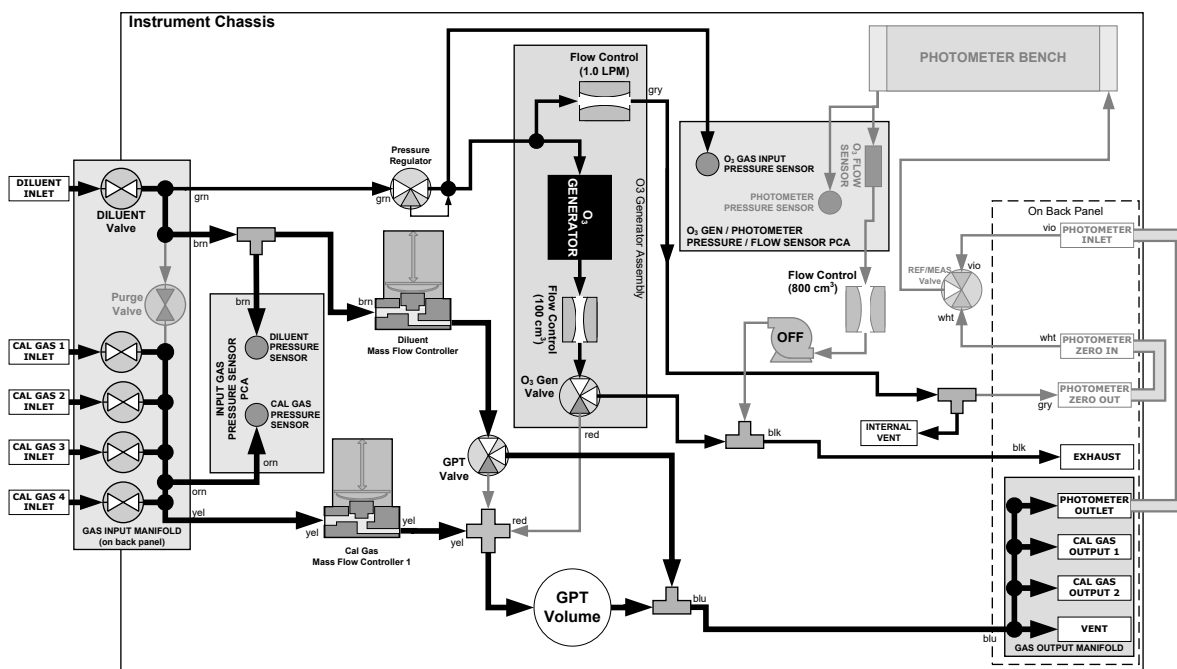 Instrument Chassis
Flow Control
(1.0 LPM)
gry
PHOTOMETER BENCH
Pressure
Regulator
O₃ GAS INPUT
PRESSURE SENSOR
O₃ FLOW
SENSOR
PHOTOMETER
PRESSURE SENSOR
O₃ GEN / PHOTOMETER
PRESSURE / FLOW SENSOR PCA
DILUENT
INLET
DILUENT
Valve
grn
grn
O₃
GENERATOR
O3 Generator Assembly
On Back Panel
vio
PHOTOMETER
INLET
brn
REF/MEAS
Valve
vio
wht
Purge
Valve
brn
brn
Diluent
Mass Flow Controller
Flow Control
(100 cm³)
Flow Control
(800 cm³)
OFF
wht
PHOTOMETER
ZERO IN
CAL GAS 1
INLET
DILUENT
PRESSURE
SENSOR
INPUT GAS
PRESSURE SENSOR
PCA
O₃ Gen
Valve
gry
PHOTOMETER
ZERO OUT
CAL GAS 2
INLET
CAL GAS
PRESSURE
SENSOR
red
INTERNAL
VENT
blk
blk
EXHAUST
CAL GAS 3
INLET
orn
orn
GPT
Valve
CAL GAS 4
INLET
yel
yel
yel
yel
red
PHOTOMETER
OUTLET
GAS INPUT MANIFOLD
(on back panel)
Cal Gas
Mass Flow Controller 1
CAL GAS
OUTPUT 1
CAL GAS
OUTPUT 2
GPT
Volume
blu
blu
VENT
GAS OUTPUT MANIFOLD